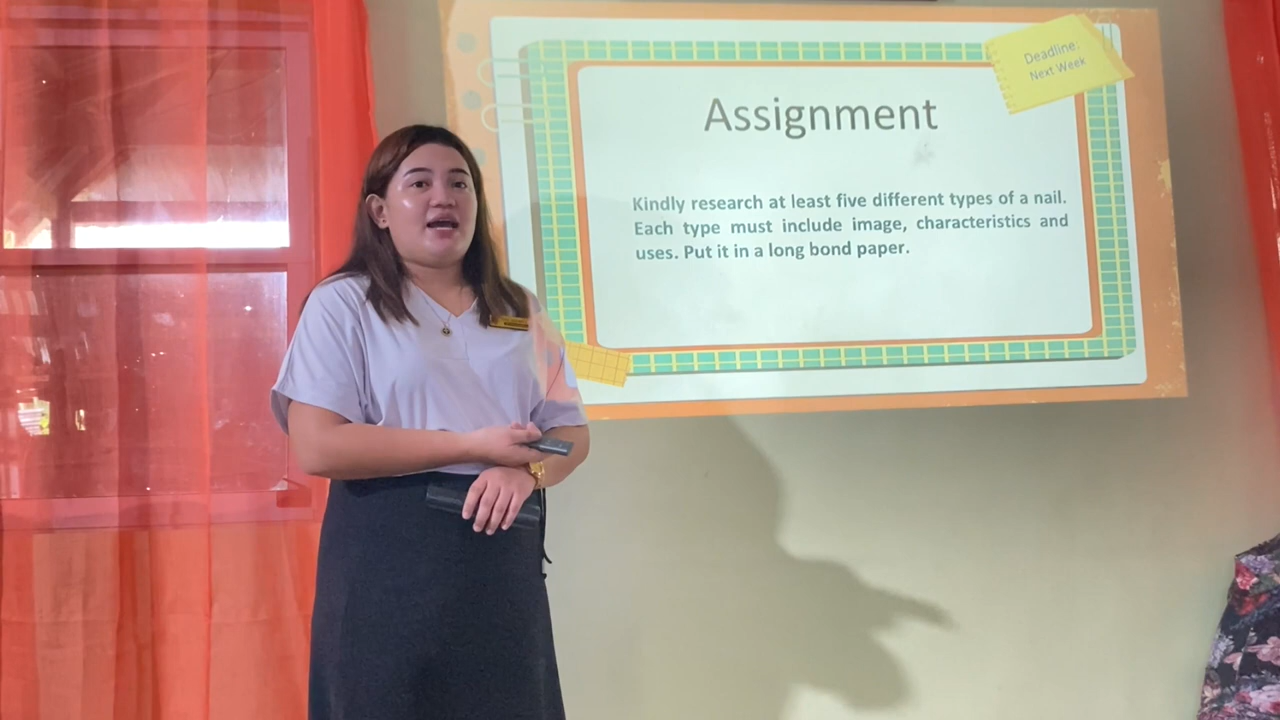 Deadline:
Next Week
Assignment
Kindly research at least five different types of a nail.
Each type must include image, characteristics and
uses. Put it in a long bond paper.